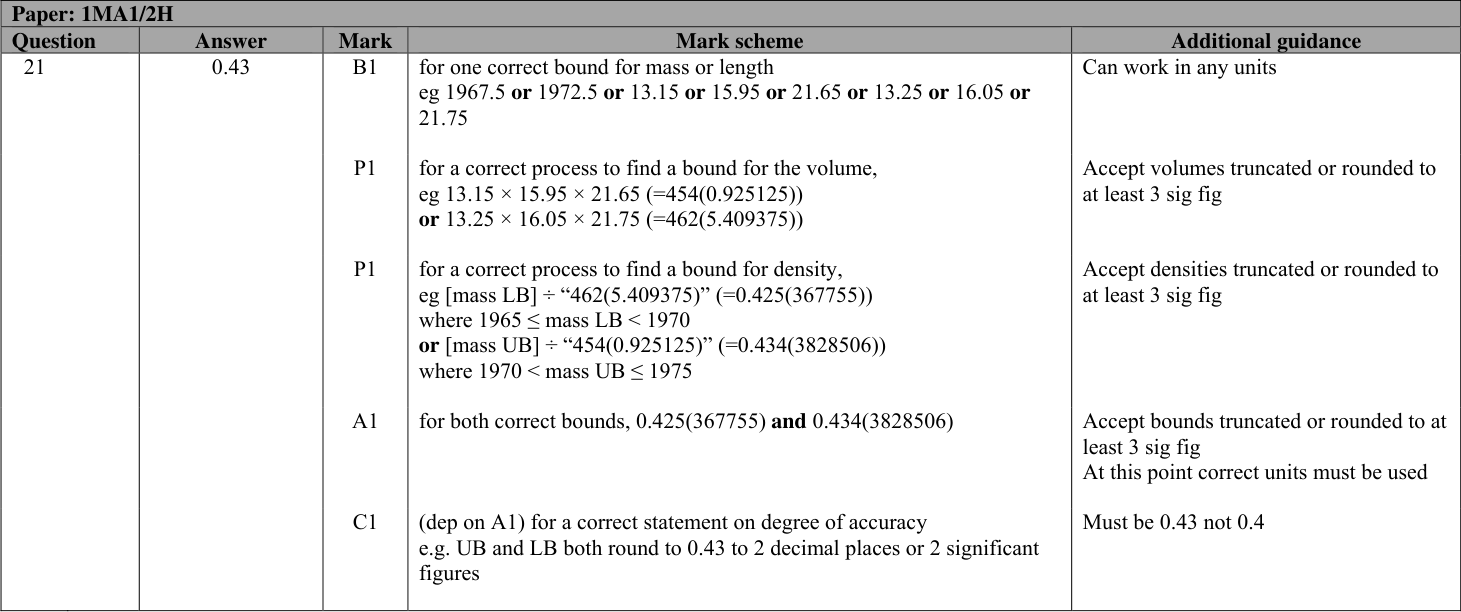 Paper: 1MA1/2H
Question Answer Mark Mark scheme Additional guidance
21 0.43 B1 for one correct bound for mass or length Can work in any units
eg 1967.5 or 1972.5 or 13.15 or 15.95 or 21.65 or 13.25 or 16.05 or
21.75
P1 for a correct process to find a bound for the volume, Accept volumes truncated or rounded to
eg 13.15 × 15.95 × 21.65 (=454(0.925125)) at least 3 sig fig
or 13.25 × 16.05 × 21.75 (=462(5.409375))
P1 for a correct process to find a bound for density, Accept densities truncated or rounded to
eg [mass LB] ÷ “462(5.409375)” (=0.425(367755)) at least 3 sig fig
where 1965 ≤ mass LB < 1970
or [mass UB] ÷ “454(0.925125)” (=0.434(3828506))
where 1970 < mass UB ≤ 1975
A1 for both correct bounds, 0.425(367755) and 0.434(3828506) Accept bounds truncated or rounded to at
least 3 sig fig
At this point correct units must be used
C1 (dep on A1) for a correct statement on degree of accuracy Must be 0.43 not 0.4
e.g. UB and LB both round to 0.43 to 2 decimal places or 2 significant
figures